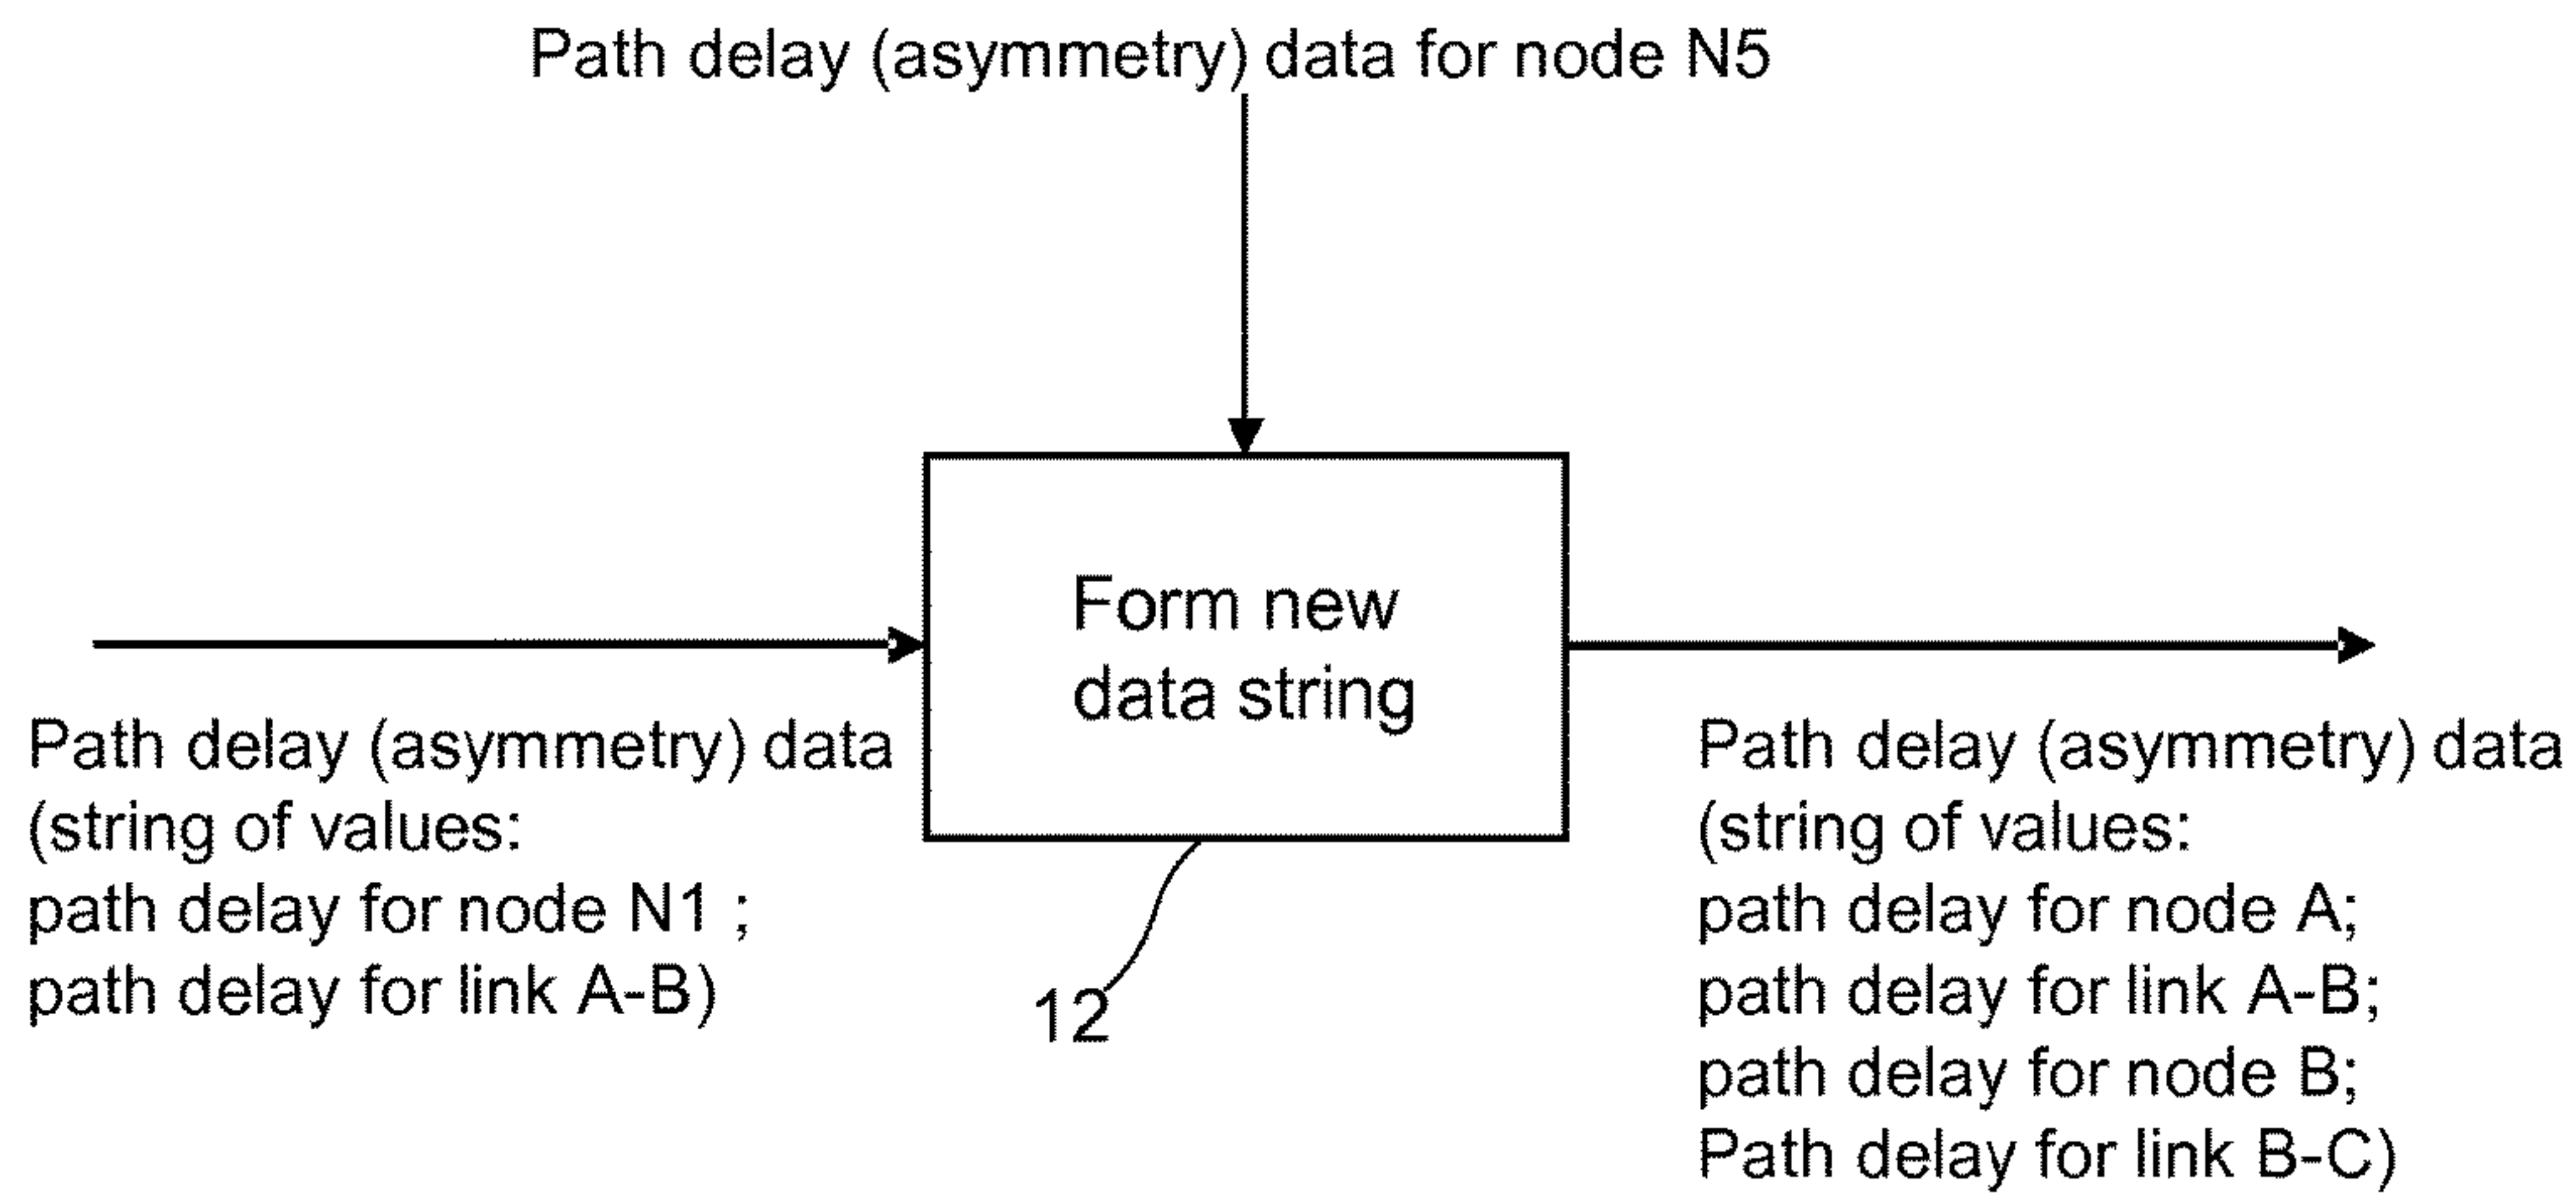 Path delay (asymmetry) data for node N5
Form new
data string
Path delay (asymmetry) data
(string of values:
path delay for node N1 ;
path delay for link A-B)
12
Path delay (asymmetry) data
(string of values:
path delay for node A;
path delay for link A-B;
path delay for node B;
Path delay for link B-C)